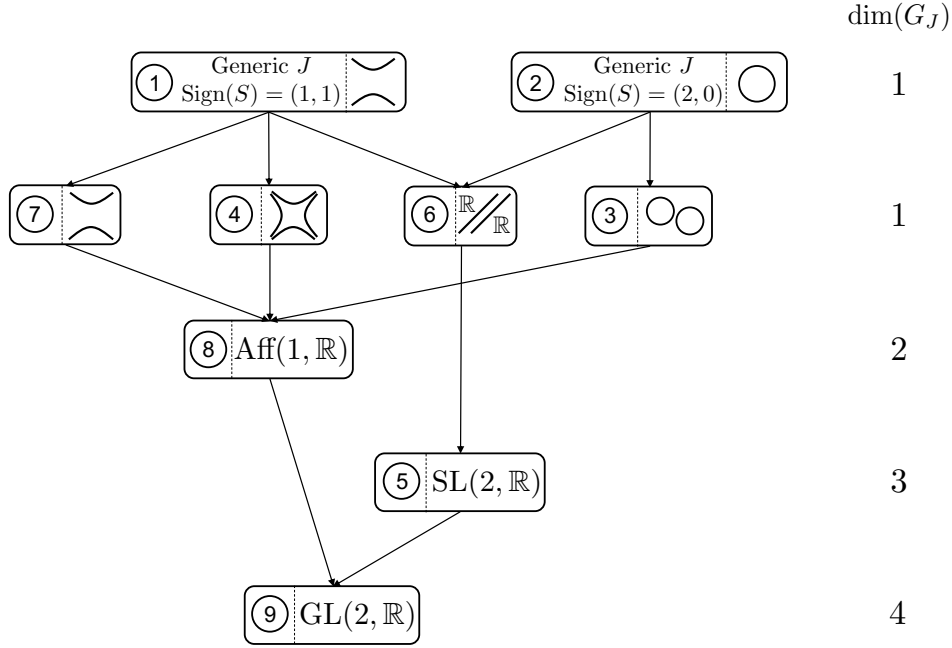 dim(G_J)
1 Generic J
Sign(S) = (1, 1)
2 Generic J
Sign(S) = (2, 0)
1
7
4
6 ℝ ℝ
3
1
8 Aff(1, ℝ)
2
5 SL(2, ℝ)
3
9 GL(2, ℝ)
4